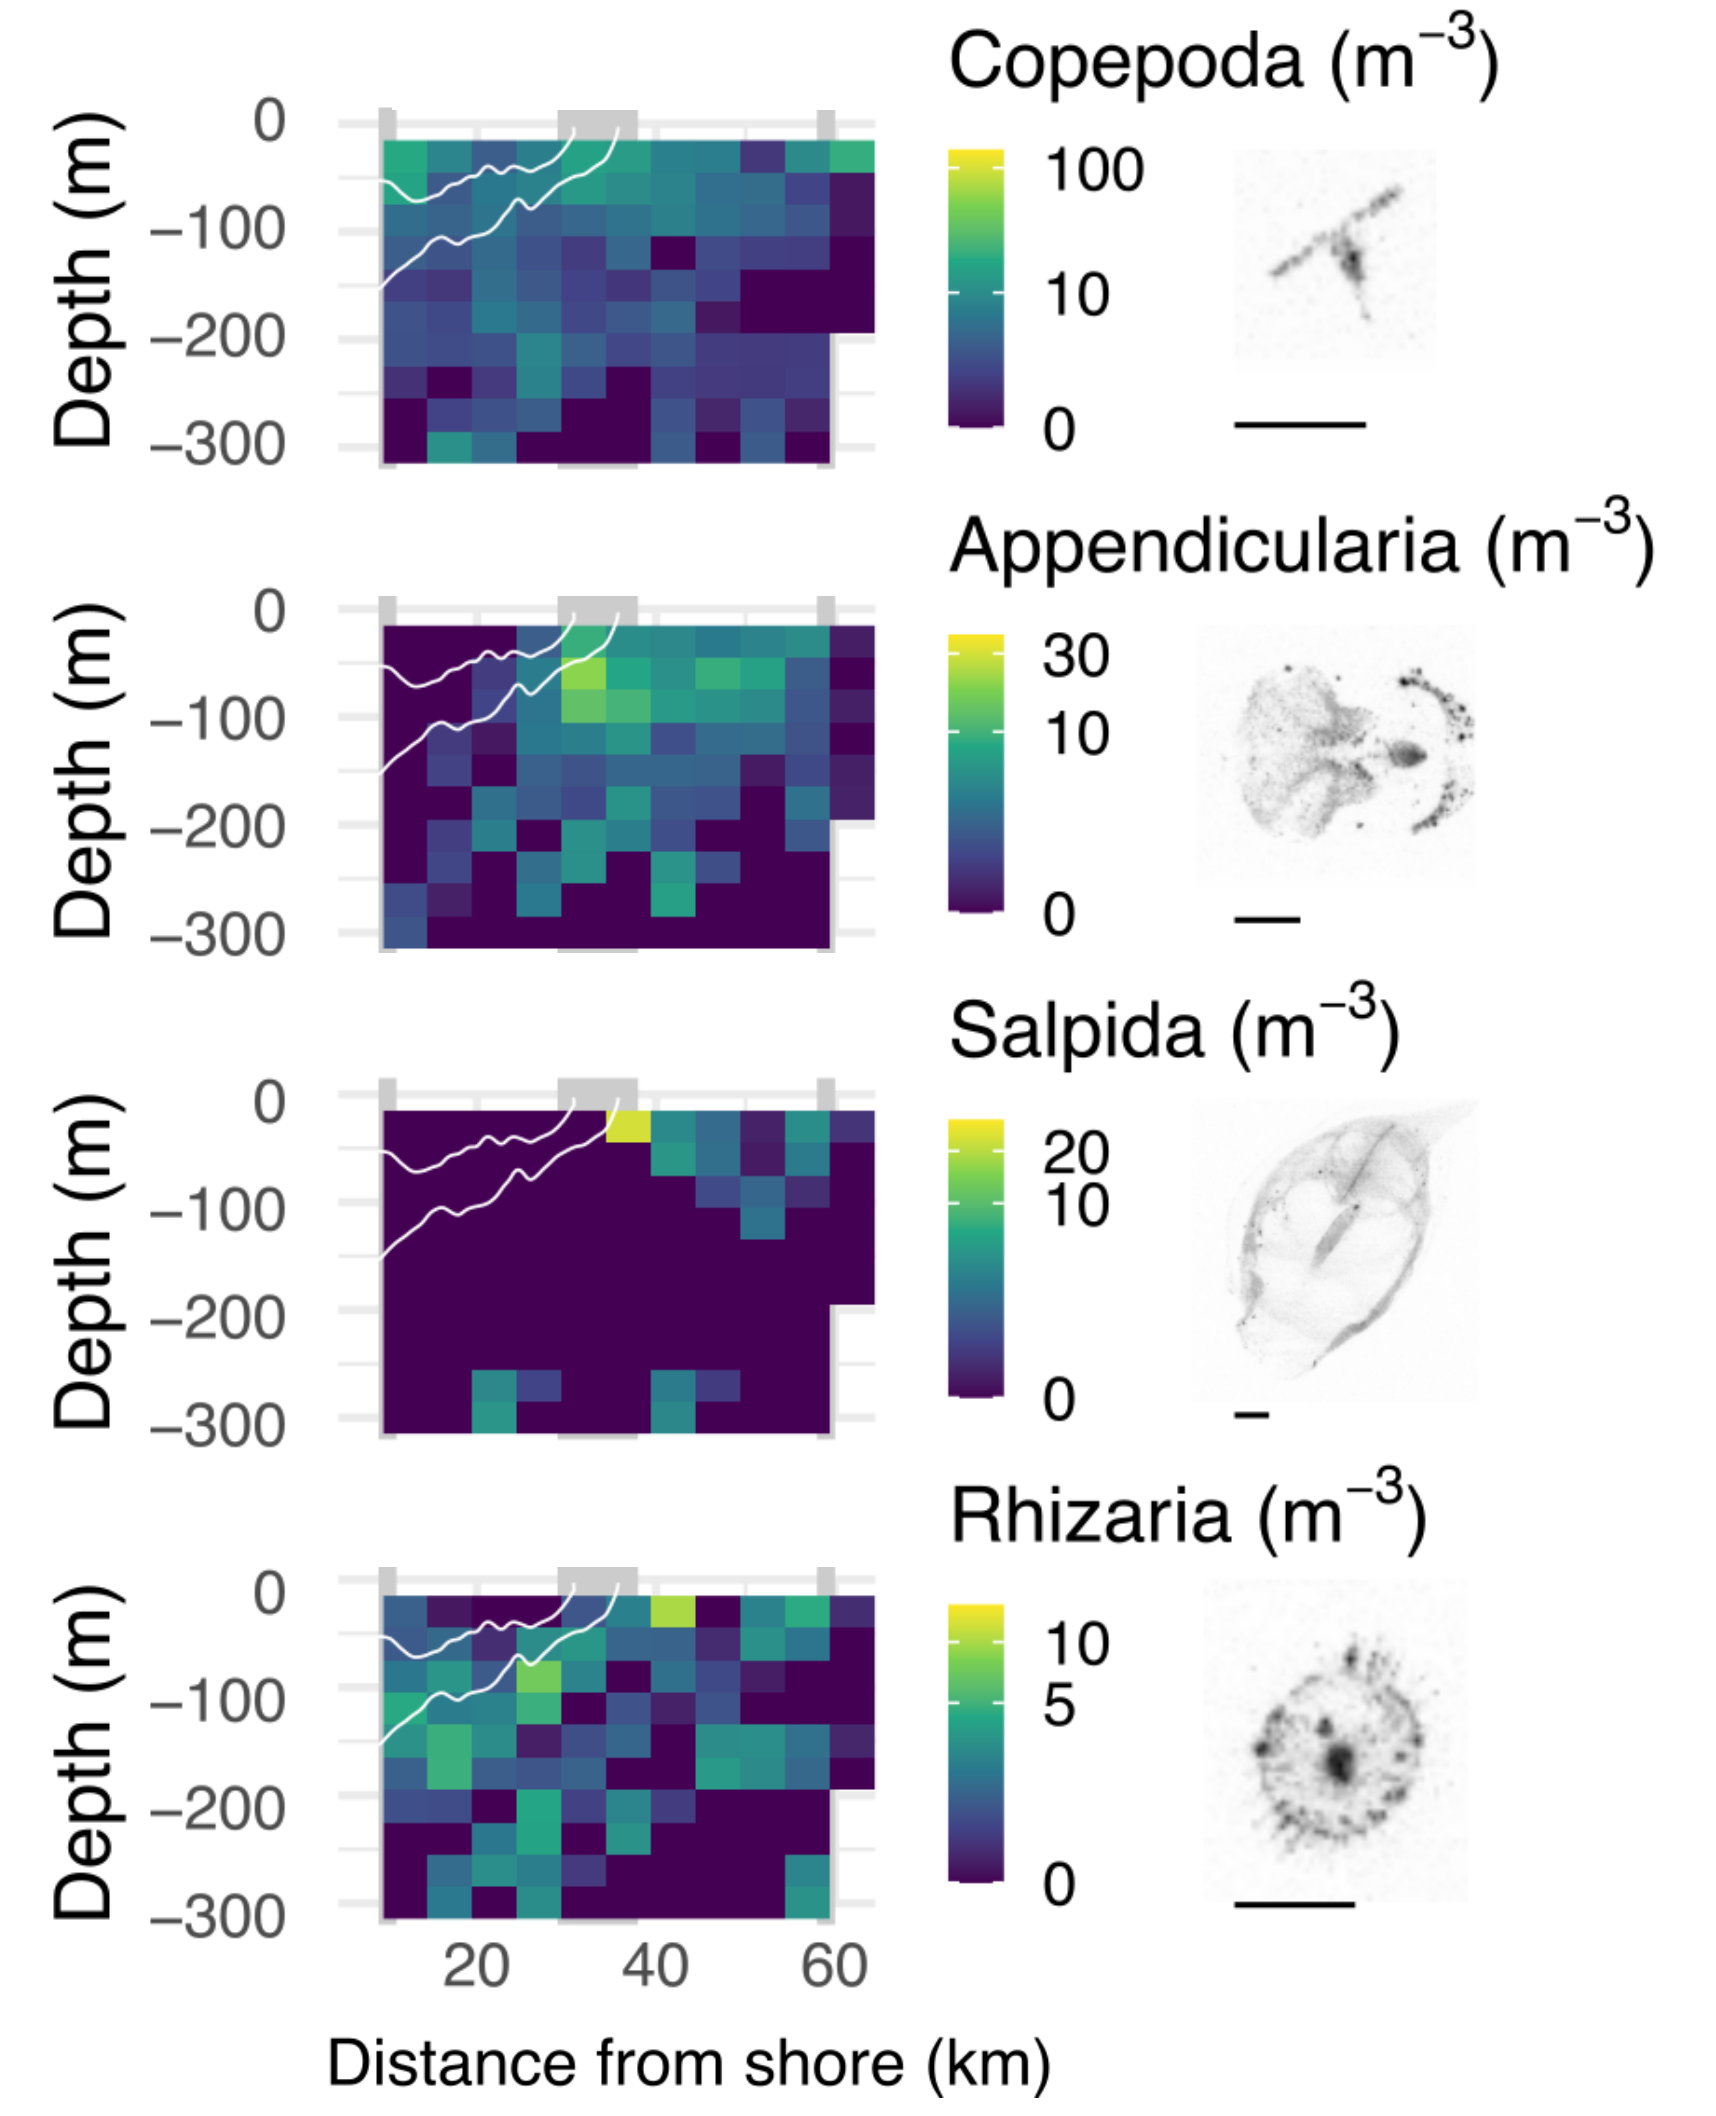 Copepoda (m⁻³)
Depth (m)
0
−100
−200
−300
100
10
0
Appendicularia (m⁻³)
Depth (m)
0
−100
−200
−300
30
10
0
Salpida (m⁻³)
Depth (m)
0
−100
−200
−300
20
10
0
Rhizaria (m⁻³)
Depth (m)
0
−100
−200
−300
10
5
0
20 40 60
Distance from shore (km)